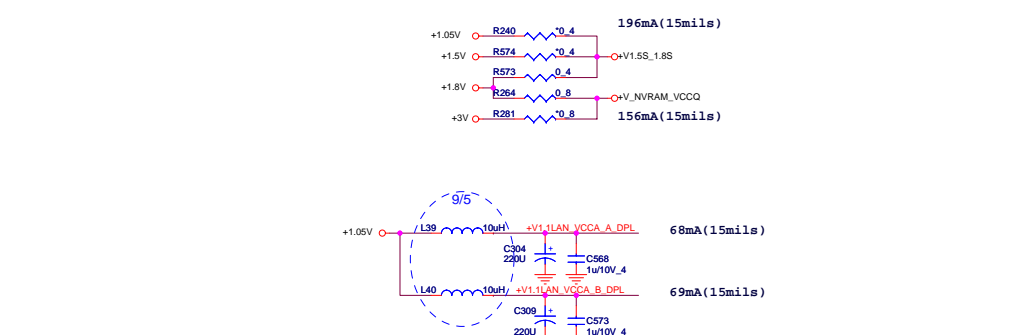 196mA(15mils)
+1.05V R240 *0_4
+1.5V R574 *0_4 +V1.5S_1.8S
R573 0_4
+1.8V
R264 0_8 +V_NVRAM_VCCQ
+3V R281 *0_8 156mA(15mils)
9/5
+1.05V L39 10uH +V1.1LAN_VCCA_A_DPL 68mA(15mils)
C304 + C568
220U 1u/10V_4
L40 10uH +V1.1LAN_VCCA_B_DPL 69mA(15mils)
C309 + C573
220U 1u/10V_4